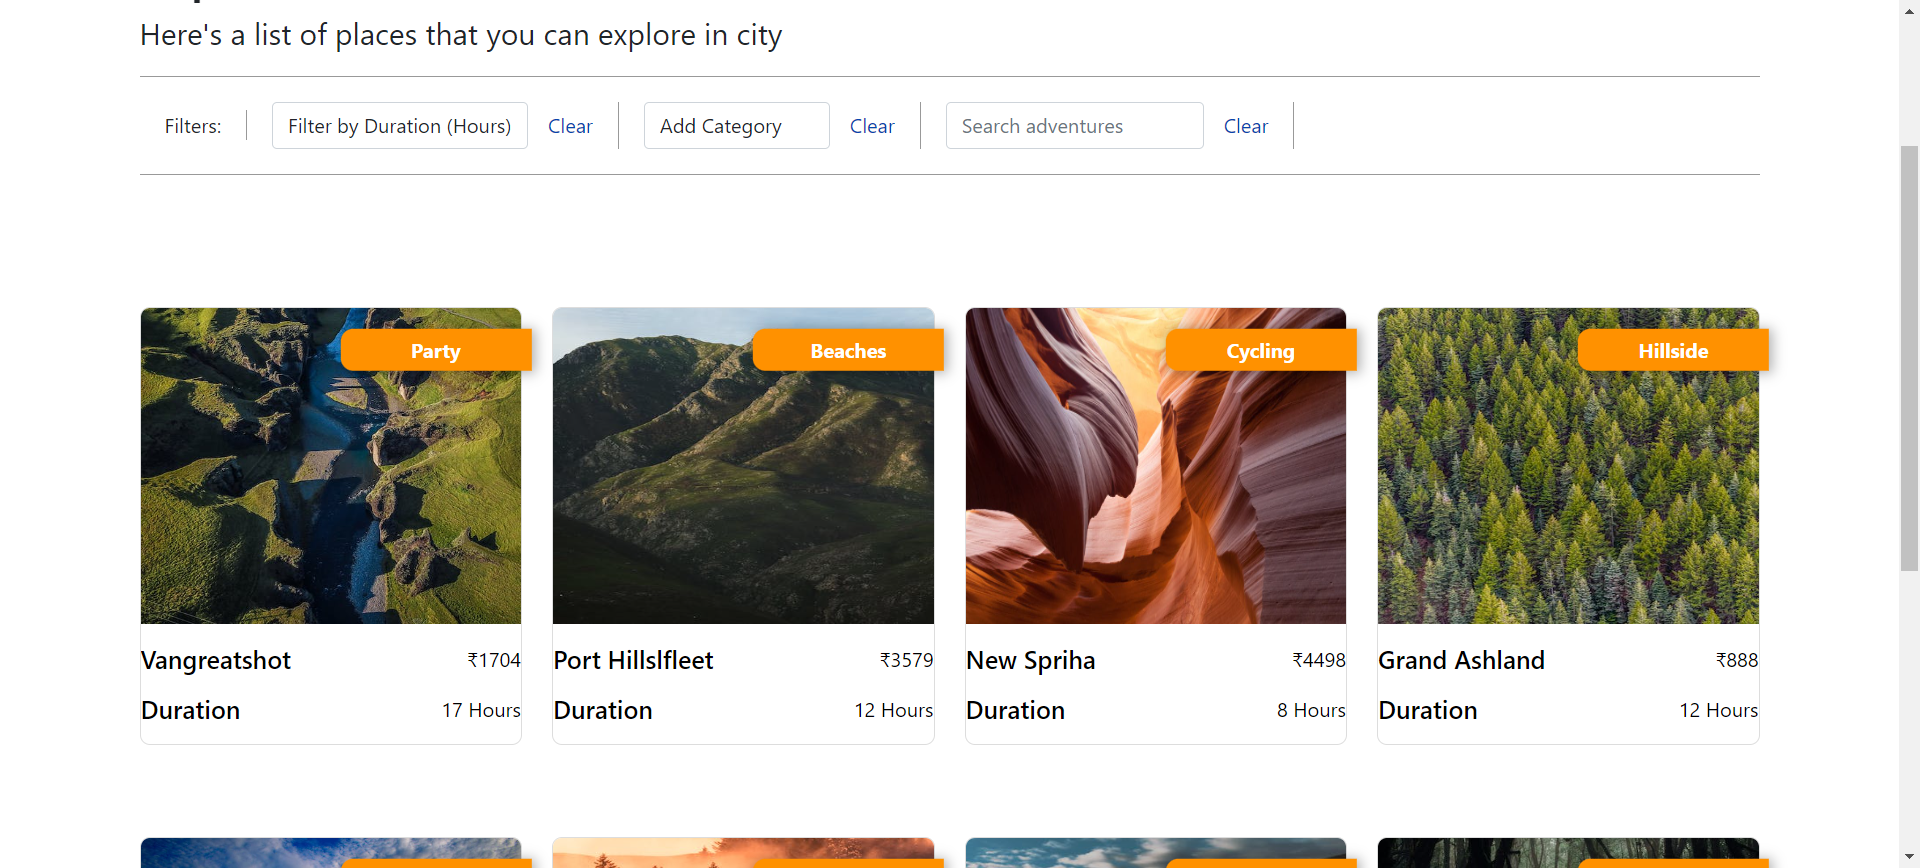 Here's a list of places that you can explore in city
Filters: Filter by Duration (Hours) Clear Add Category Clear Search adventures Clear
Party Beaches Cycling Hillside
Vangreatshot ₹1704 Port Hillslfleet ₹3579 New Spriha ₹4498 Grand Ashland ₹888
Duration 17 Hours Duration 12 Hours Duration 8 Hours Duration 12 Hours